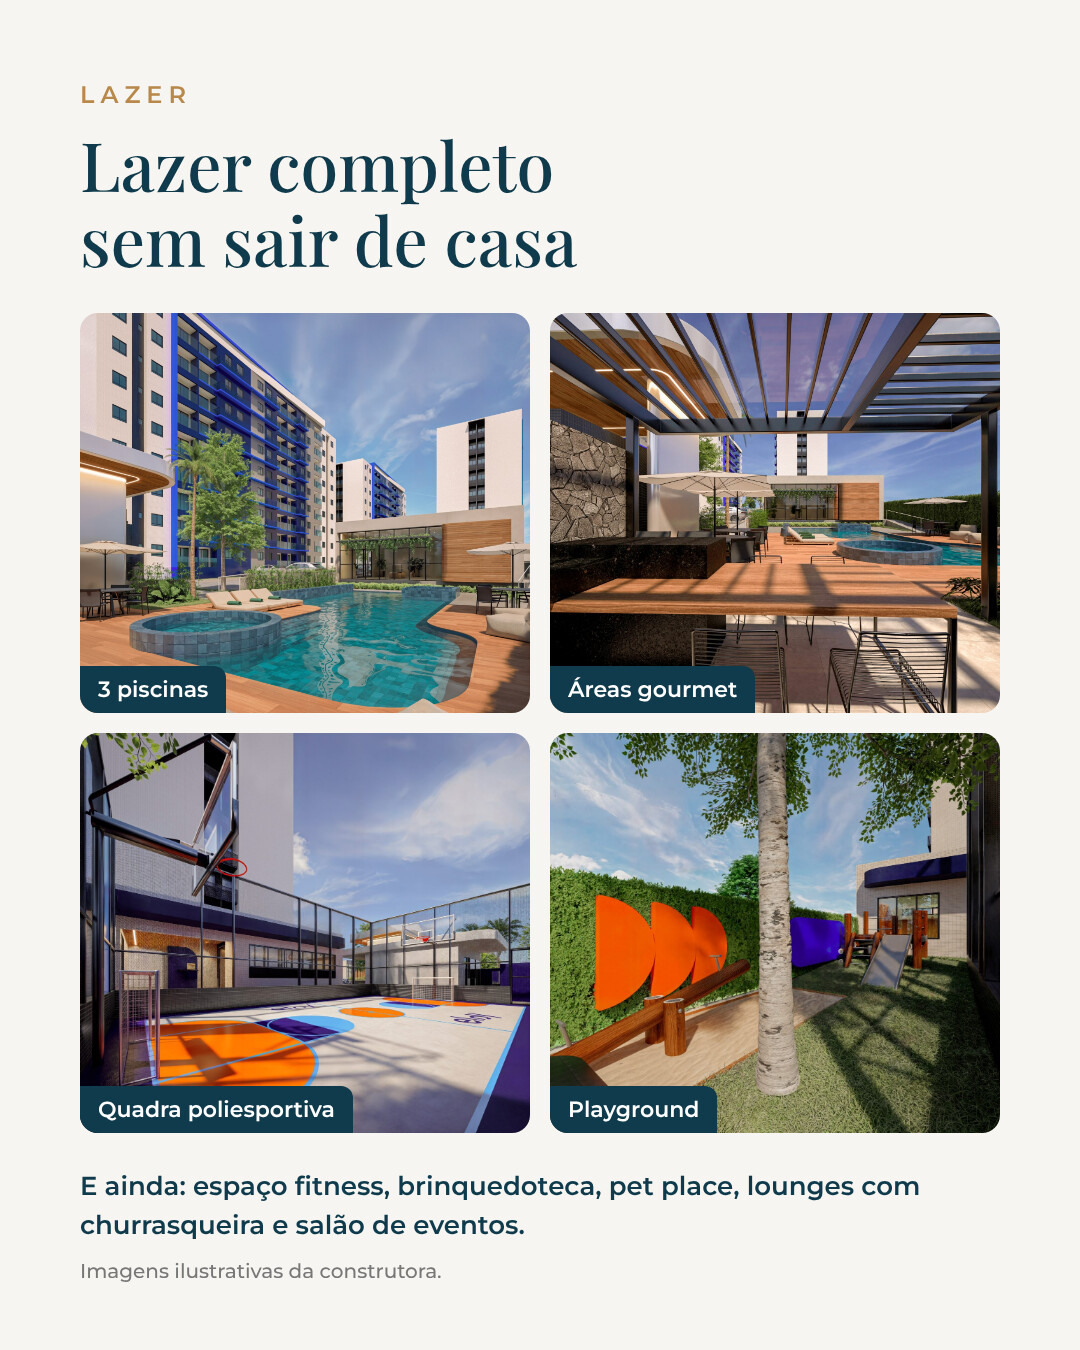 LAZER
Lazer completo
sem sair de casa
3 piscinas
Áreas gourmet
Quadra poliesportiva
Playground
E ainda: espaço fitness, brinquedoteca, pet place, lounges com
churrasqueira e salão de eventos.
Imagens ilustrativas da construtora.